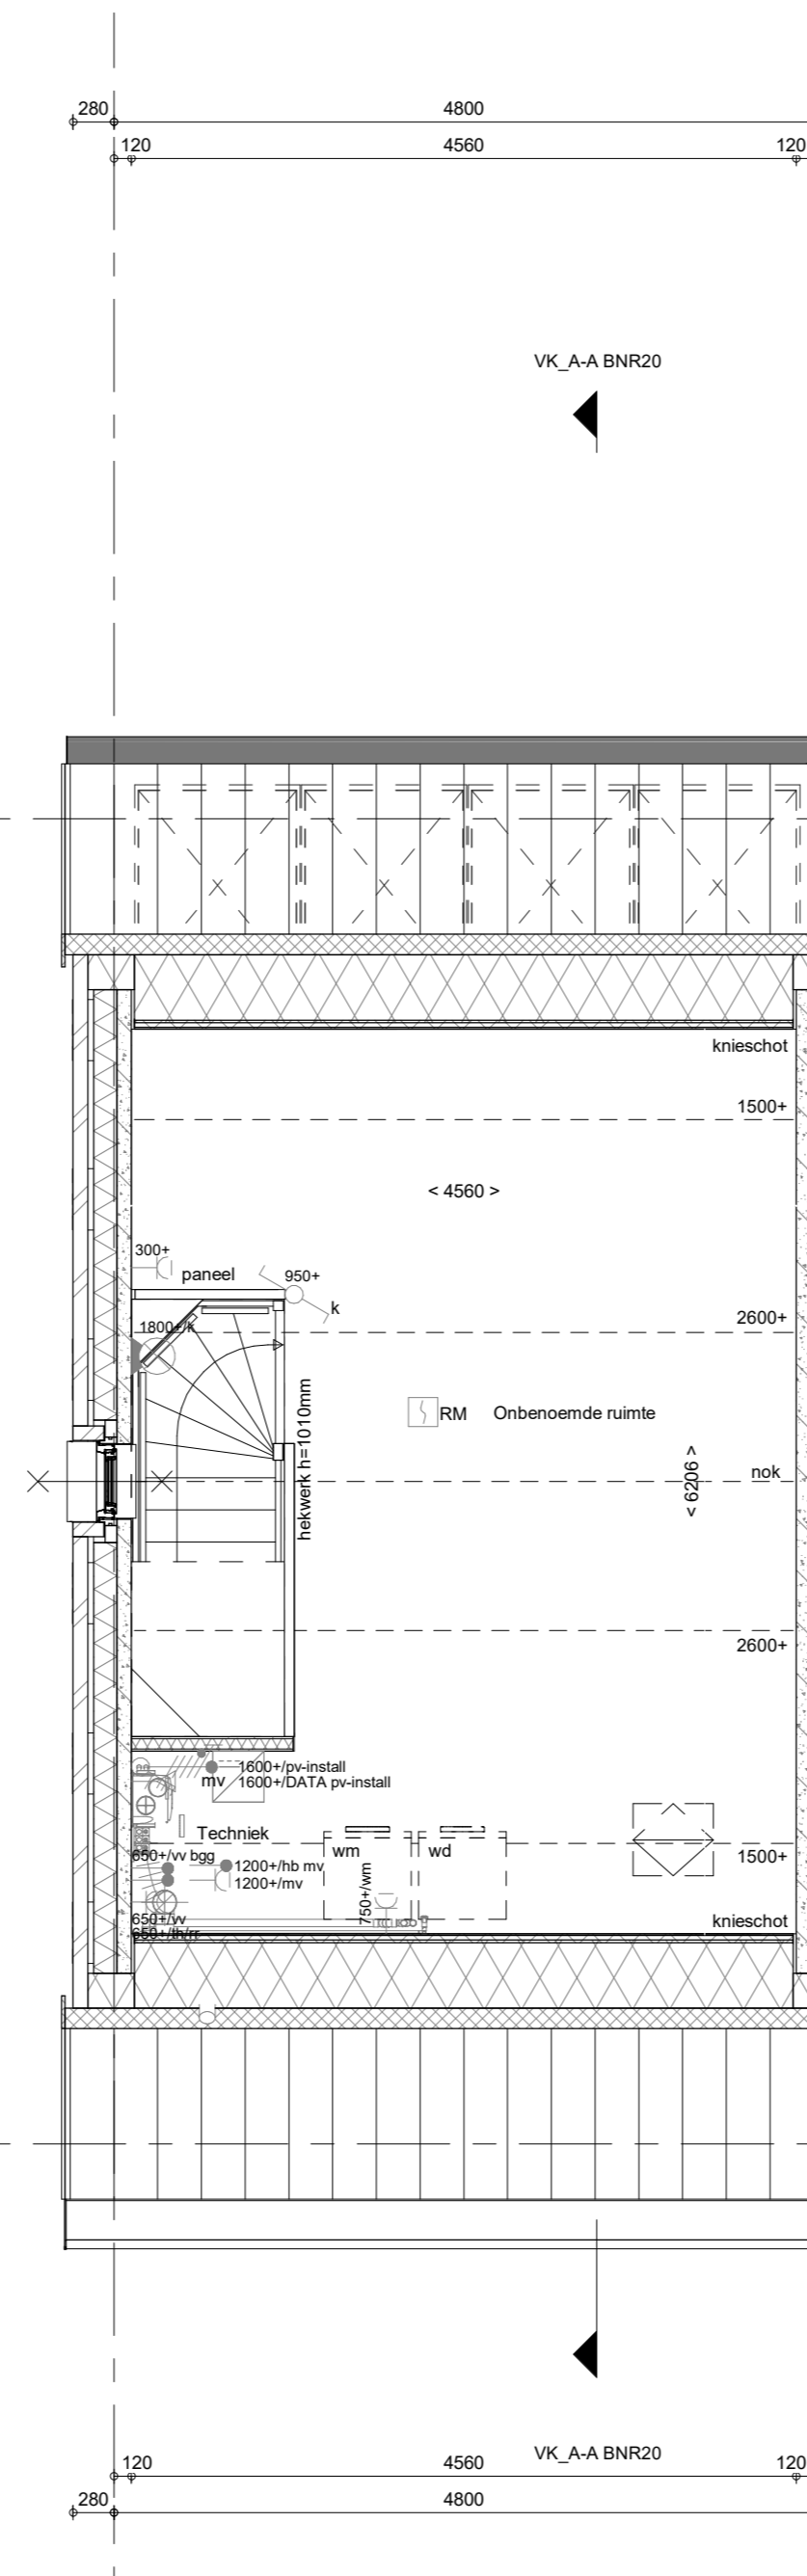 280 4800
120 4560 120
VK_A-A BNR20
knieschot
1500+
< 4560 >
300+
paneel
950+
k
2600+
1800+/k
RM Onbenoemde ruimte
hekwerk h=1010mm
< 6206 >
nok
2600+
1600+/pv-install
mv
1600+/DATA pv-install
Techniek
wm wd
650+/vv bgg
1500+
1200+/hb mv
1200+/mv
750+/wm
650+/vv
knieschot
650+/th/rr
VK_A-A BNR20
120 4560 120
280 4800